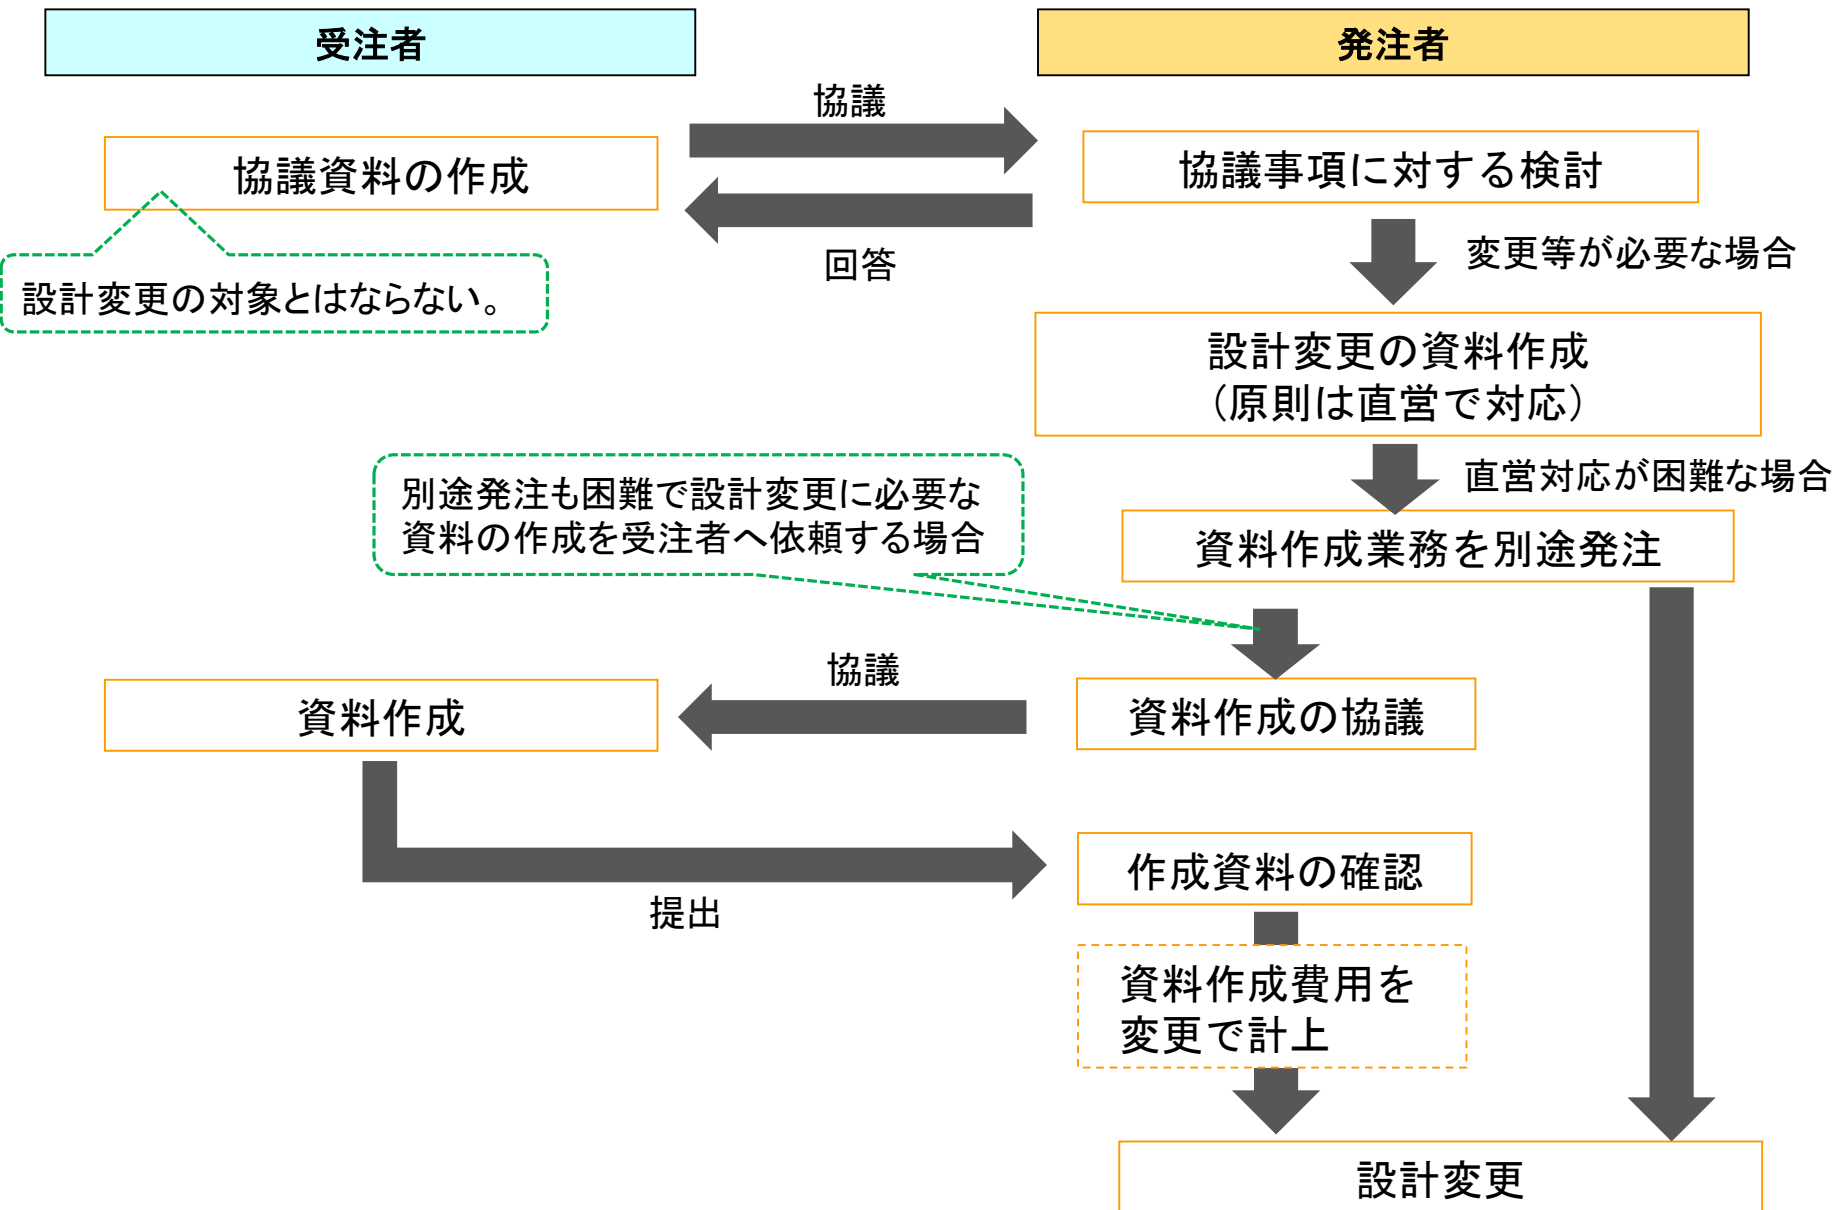 受注者
発注者
協議
協議資料の作成
協議事項に対する検討
回答
変更等が必要な場合
設計変更の対象とはならない。
設計変更の資料作成
（原則は直営で対応）
直営対応が困難な場合
別途発注も困難で設計変更に必要な
資料の作成を受注者へ依頼する場合
資料作成業務を別途発注
協議
資料作成
資料作成の協議
作成資料の確認
提出
資料作成費用を
変更で計上
設計変更